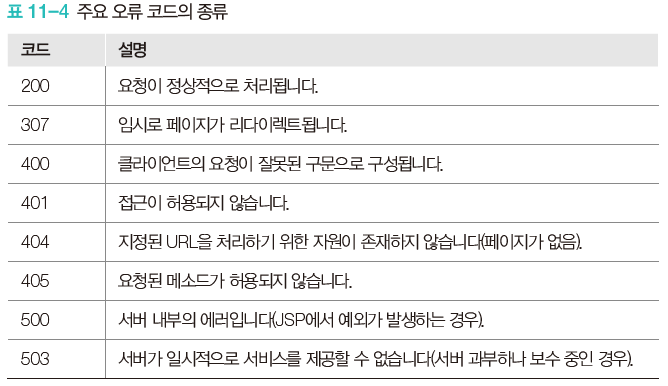 표 11-4 주요 오류 코드의 종류
코드 설명
200 요청이 정상적으로 처리됩니다.
307 임시로 페이지가 리다이렉트됩니다.
400 클라이언트의 요청이 잘못된 구문으로 구성됩니다.
401 접근이 허용되지 않습니다.
404 지정된 URL을 처리하기 위한 자원이 존재하지 않습니다(페이지가 없음).
405 요청된 메소드가 허용되지 않습니다.
500 서버 내부의 에러입니다(JSP에서 예외가 발생하는 경우).
503 서버가 일시적으로 서비스를 제공할 수 없습니다(서버 과부하나 보수 중인 경우).